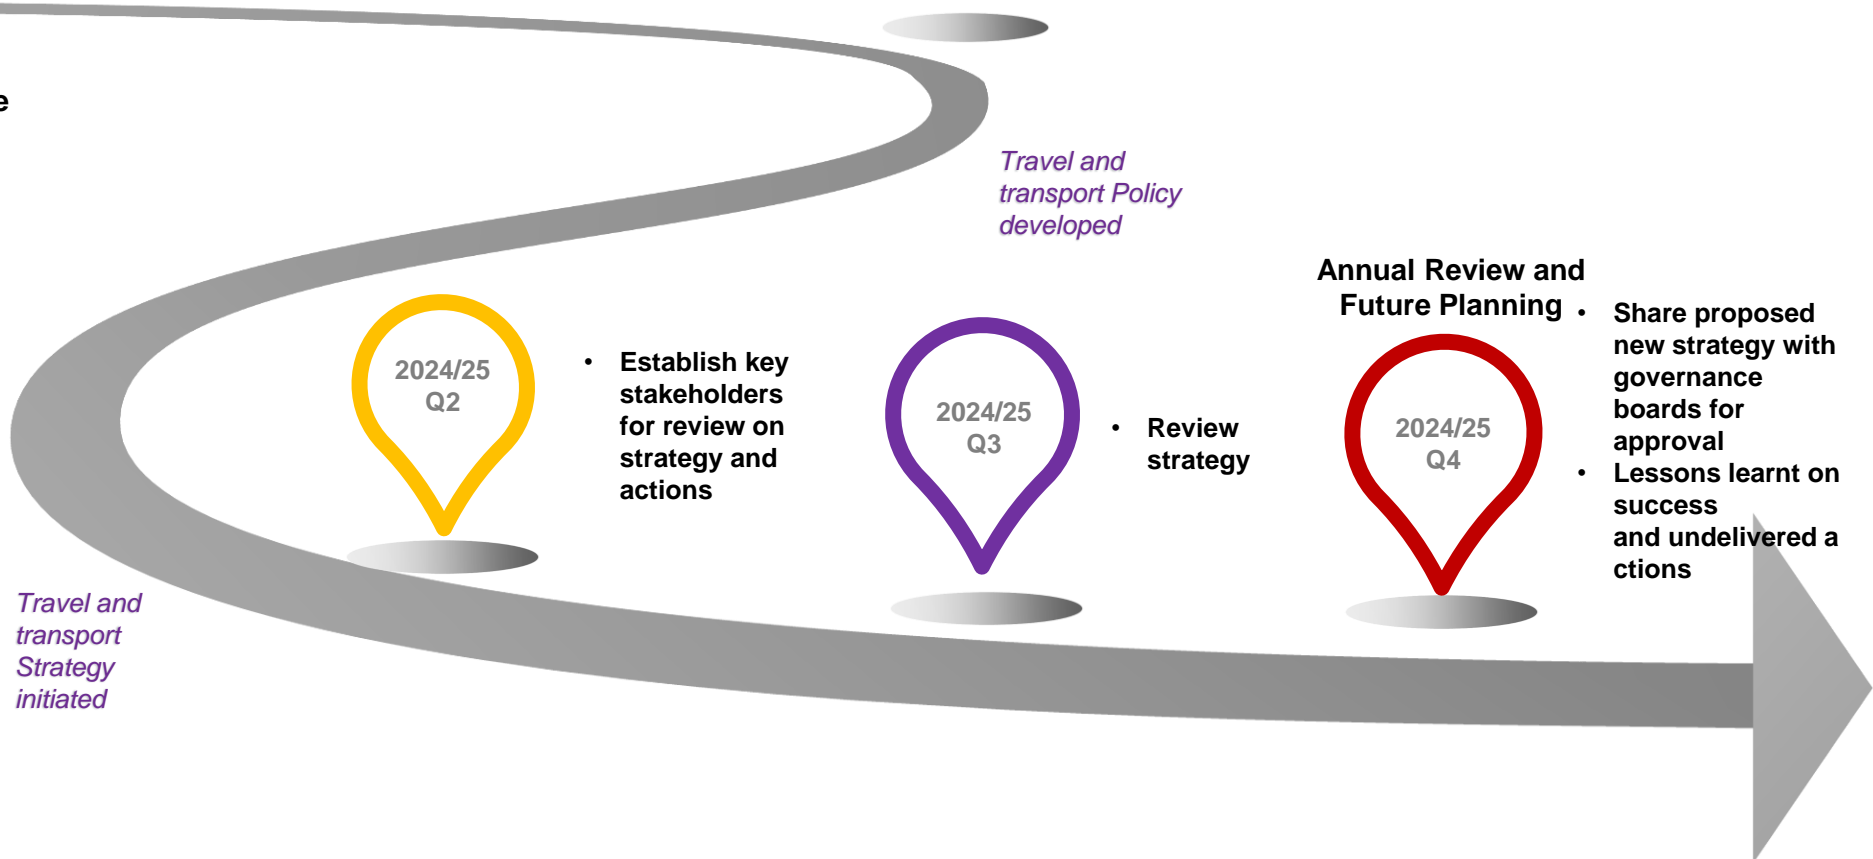 Travel and
transport Policy
developed
2024/25
Q2
• Establish key
stakeholders
for review on
strategy and
actions
2024/25
Q3
• Review
strategy
Annual Review and
Future Planning
2024/25
Q4
• Share proposed
new strategy with
governance
boards for
approval
• Lessons learnt on
success
and undelivered a
ctions
Travel and
transport
Strategy
initiated